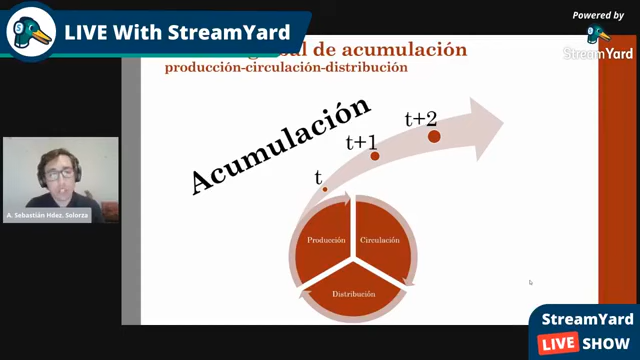 LIVE With StreamYard
Powered by
StreamYard
de acumulación
producción-circulación-distribución
Acumulación
t
t+1
t+2
Producción
Circulación
Distribución
A. Sebastián Hdez. Solorza
StreamYard
LIVE SHOW